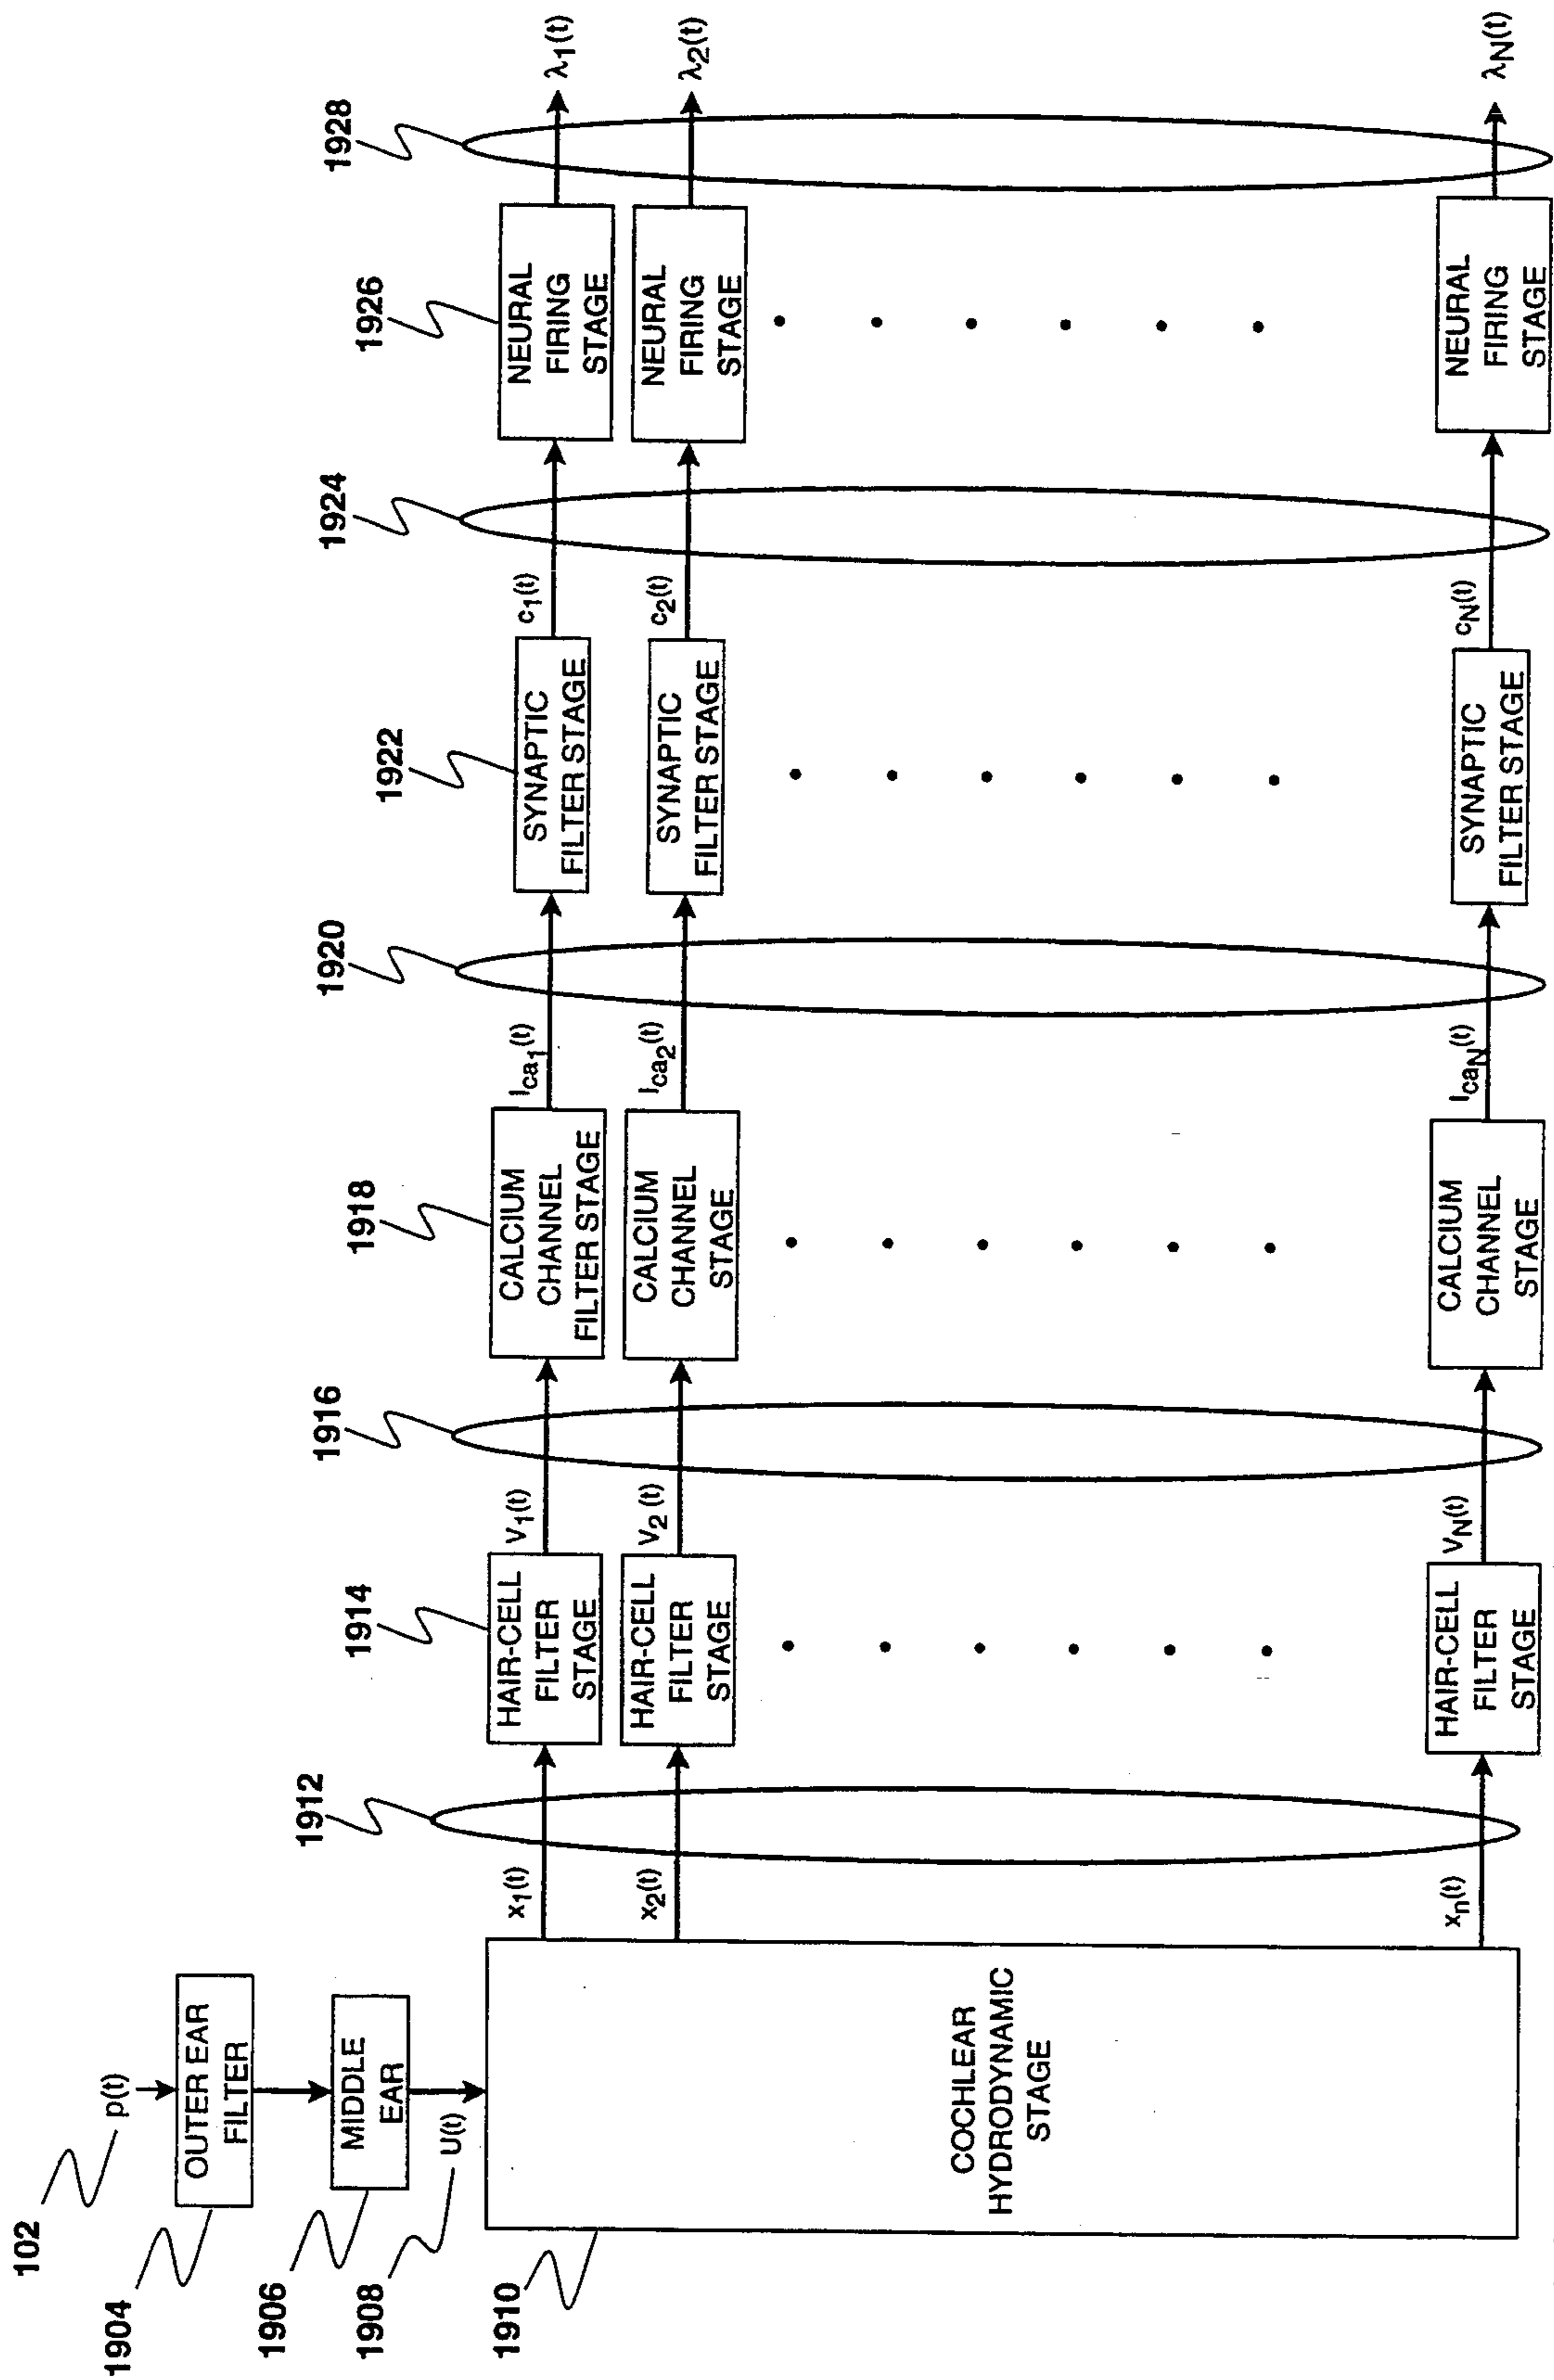 102
p(t)
1904
OUTER EAR
FILTER
1906
MIDDLE
EAR
1908
U(t)
1910
COCHLEAR
HYDRODYNAMIC
STAGE
1912
x1(t)
x2(t)
xn(t)
1914
HAIR-CELL
FILTER
STAGE
HAIR-CELL
FILTER
STAGE
HAIR-CELL
FILTER
STAGE
1916
V1(t)
V2 (t)
VN(t)
1918
CALCIUM
CHANNEL
FILTER STAGE
CALCIUM
CHANNEL
STAGE
CALCIUM
CHANNEL
STAGE
1920
Ica1(t)
Ica2(t)
IcaN(t)
1922
SYNAPTIC
FILTER STAGE
SYNAPTIC
FILTER STAGE
SYNAPTIC
FILTER STAGE
1924
c1(t)
c2(t)
cN(t)
1926
NEURAL
FIRING
STAGE
NEURAL
FIRING
STAGE
NEURAL
FIRING
STAGE
1928
λ1(t)
λ2(t)
λN(t)